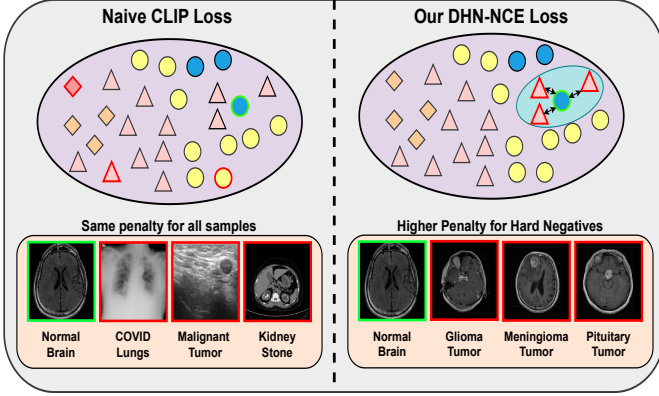 Naive CLIP Loss
Same penalty for all samples
Normal
Brain
COVID
Lungs
Malignant
Tumor
Kidney
Stone
Our DHN-NCE Loss
Higher Penalty for Hard Negatives
Normal
Brain
Glioma
Tumor
Meningioma
Tumor
Pituitary
Tumor